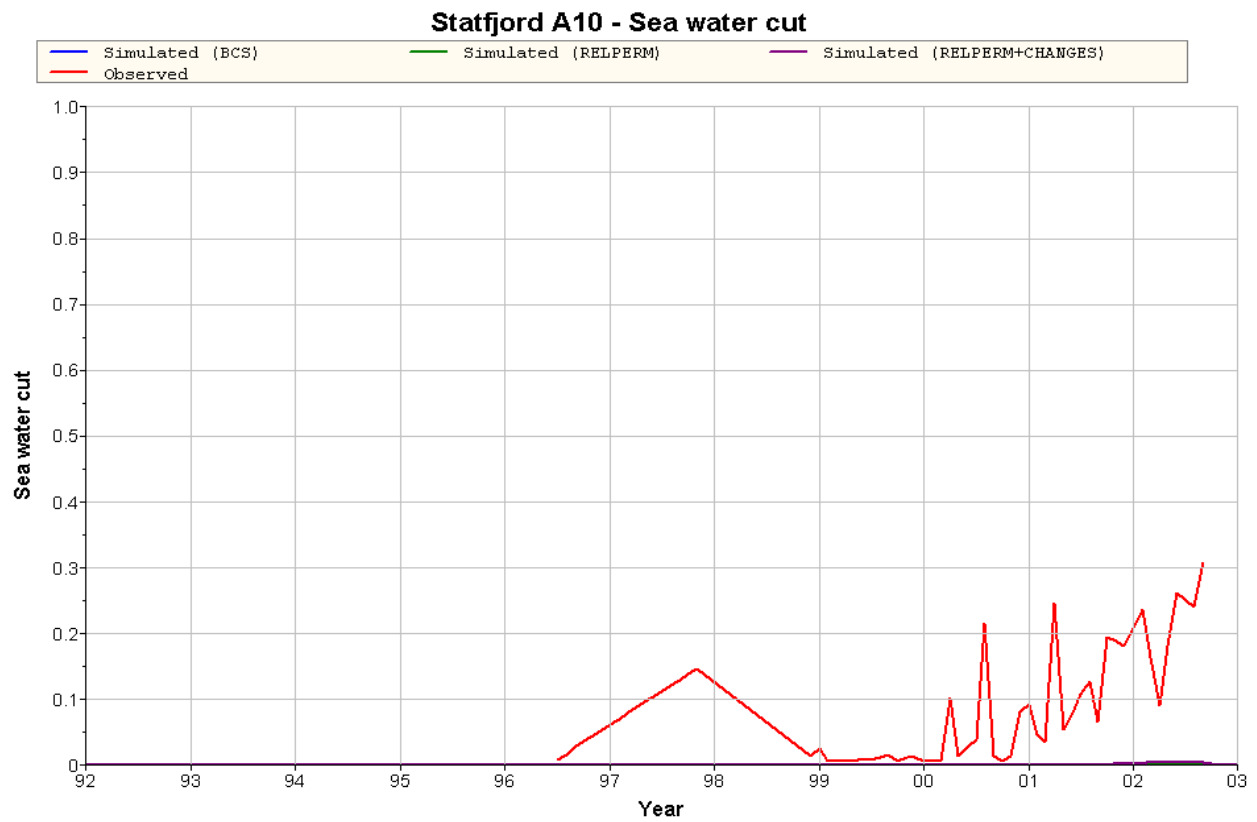 Statfjord A10 - Sea water cut
Simulated (BCS) Simulated (RELPERM) Simulated (RELPERM+CHANGES)
Observed
1.0
0.9
0.8
0.7
0.6
0.5
0.4
0.3
0.2
0.1
0
Sea water cut
92 93 94 95 96 97 98 99 00 01 02 03
Year